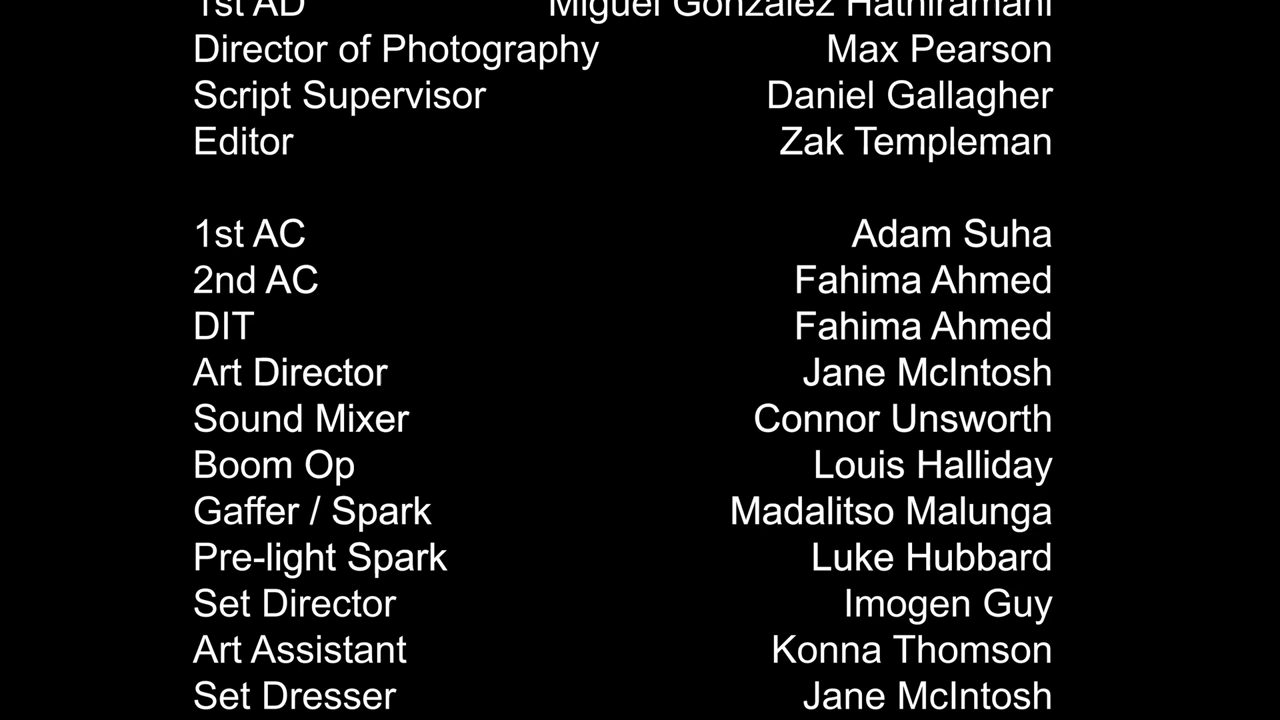 1st AD Miguel González Hathiramani
Director of Photography Max Pearson
Script Supervisor Daniel Gallagher
Editor Zak Templeman
1st AC Adam Suha
2nd AC Fahima Ahmed
DIT Fahima Ahmed
Art Director Jane McIntosh
Sound Mixer Connor Unsworth
Boom Op Louis Halliday
Gaffer / Spark Madalitso Malunga
Pre-light Spark Luke Hubbard
Set Director Imogen Guy
Art Assistant Konna Thomson
Set Dresser Jane McIntosh